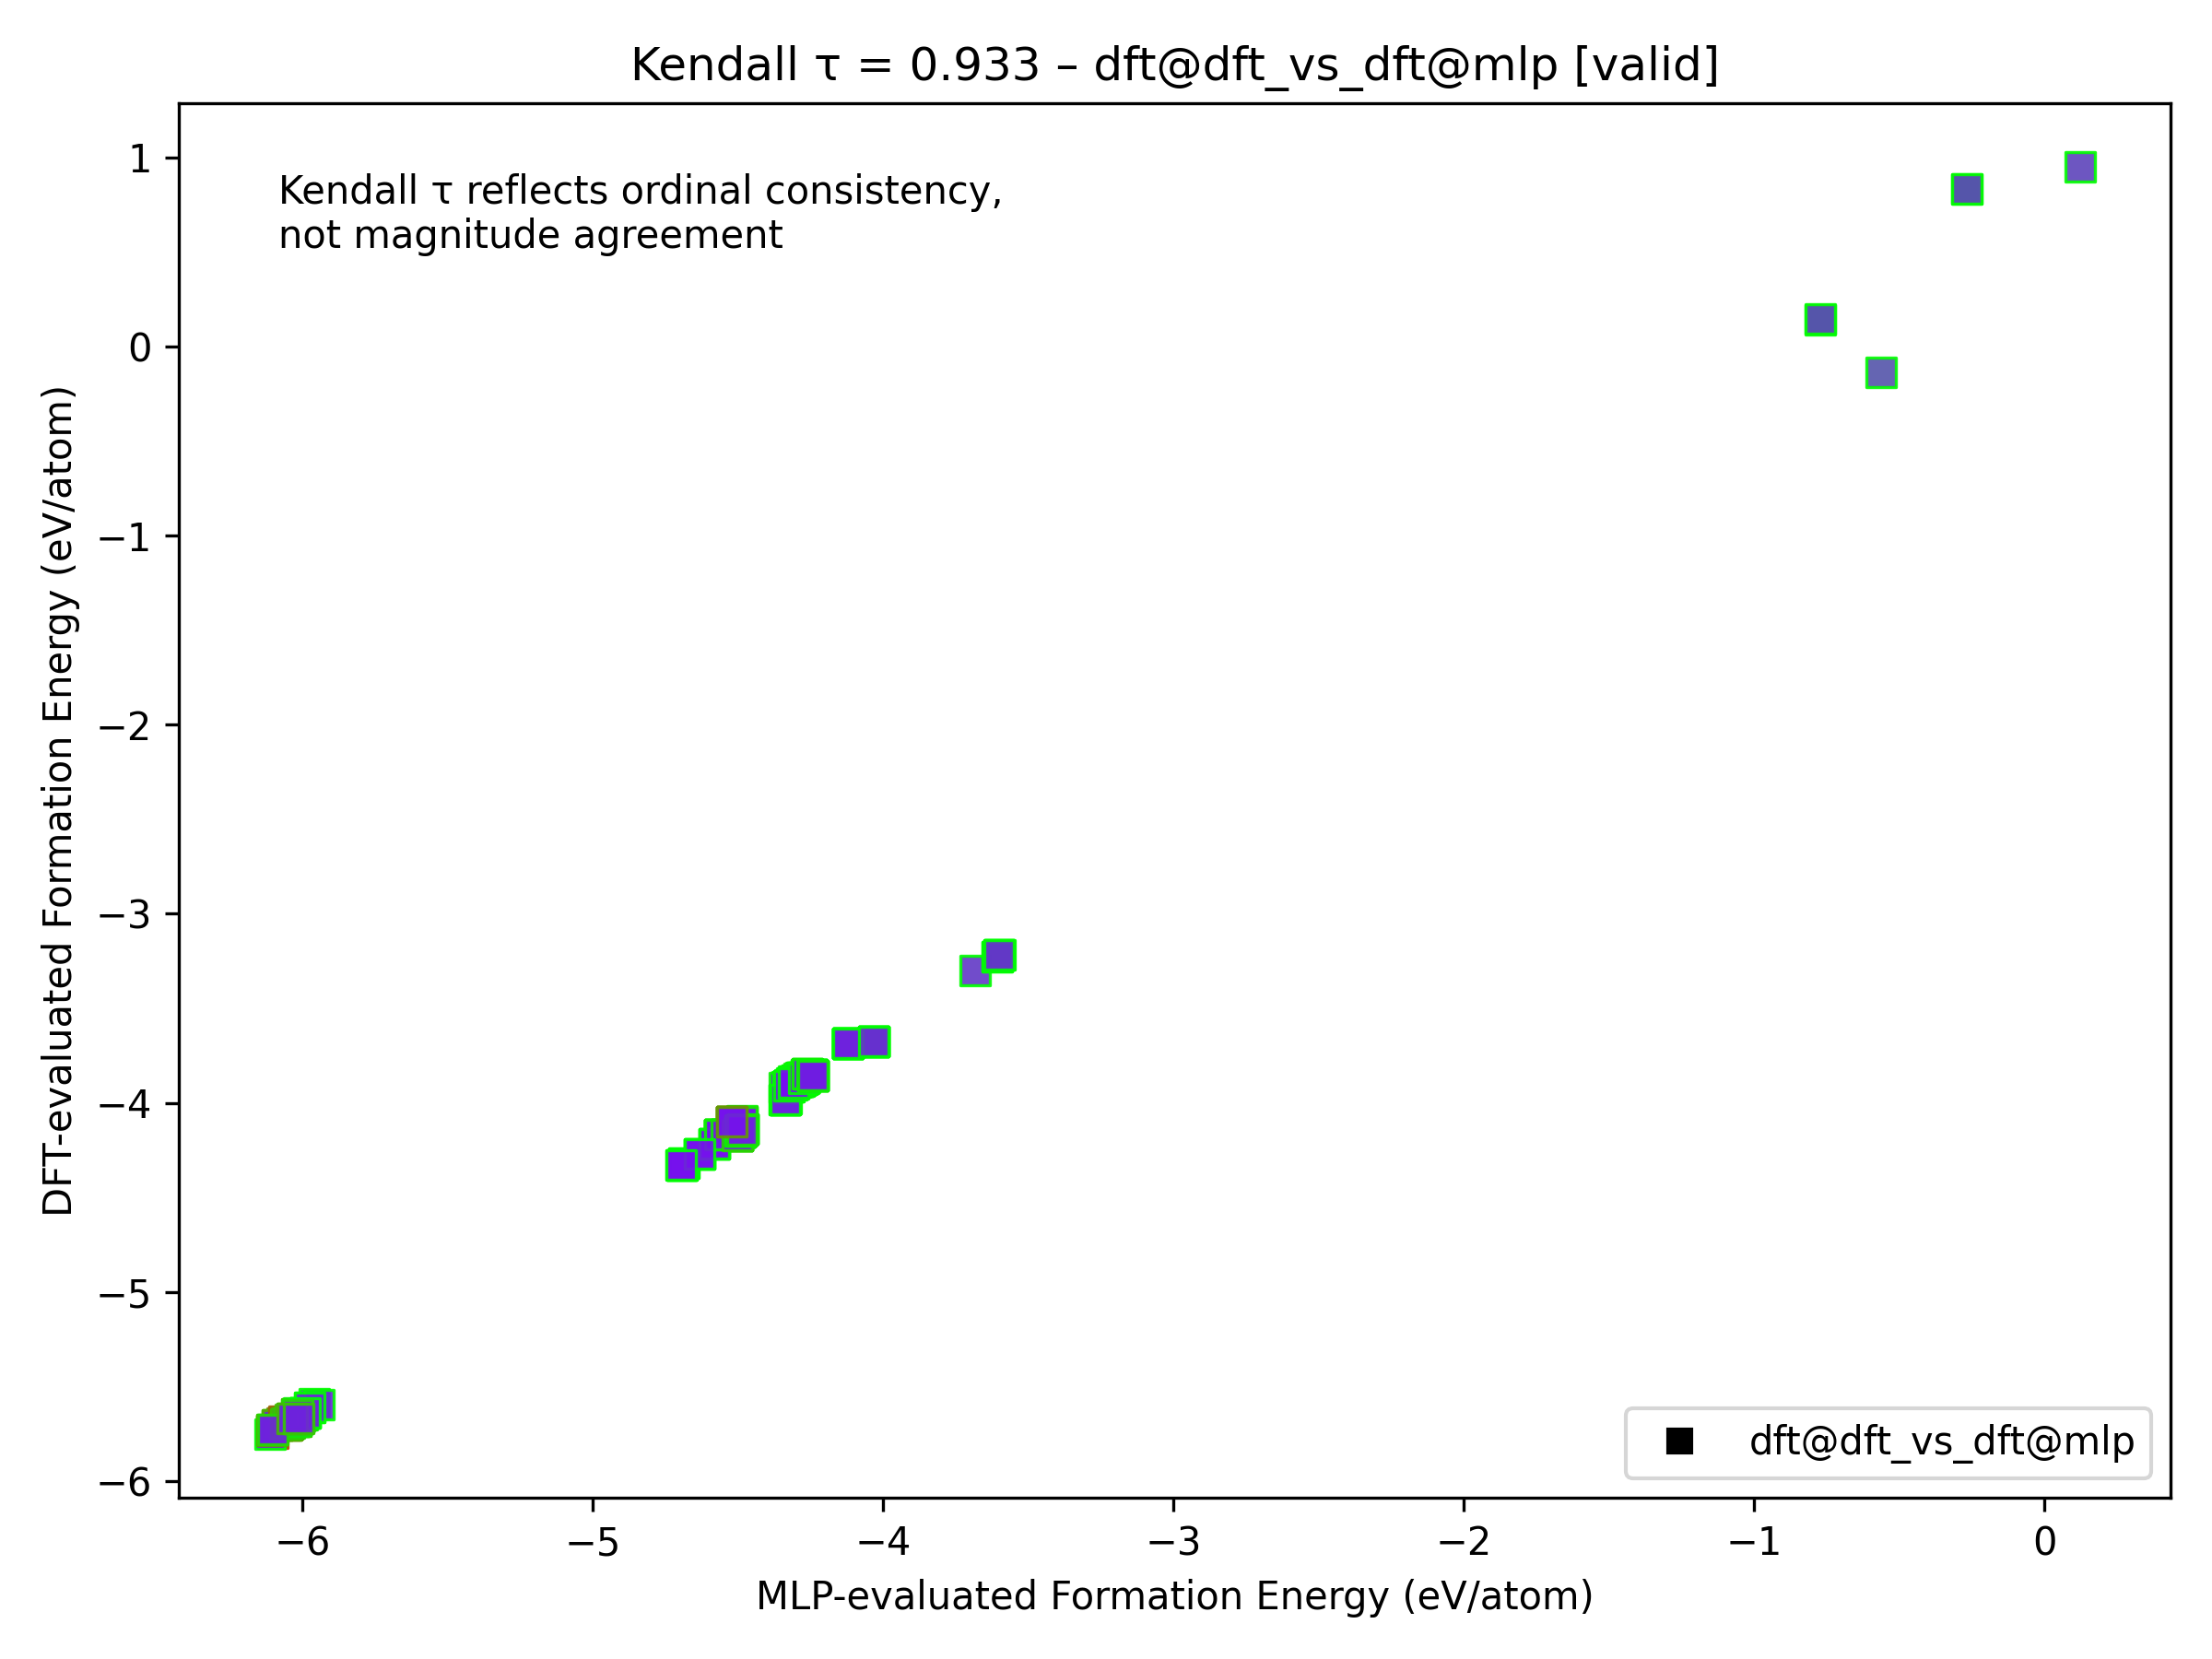 Kendall τ = 0.933 – dft@dft_vs_dft@mlp [valid]
Kendall τ reflects ordinal consistency,
not magnitude agreement
DFT-evaluated Formation Energy (eV/atom)
1
0
−1
−2
−3
−4
−5
−6
dft@dft_vs_dft@mlp
−6
−5
−4
−3
−2
−1
0
MLP-evaluated Formation Energy (eV/atom)